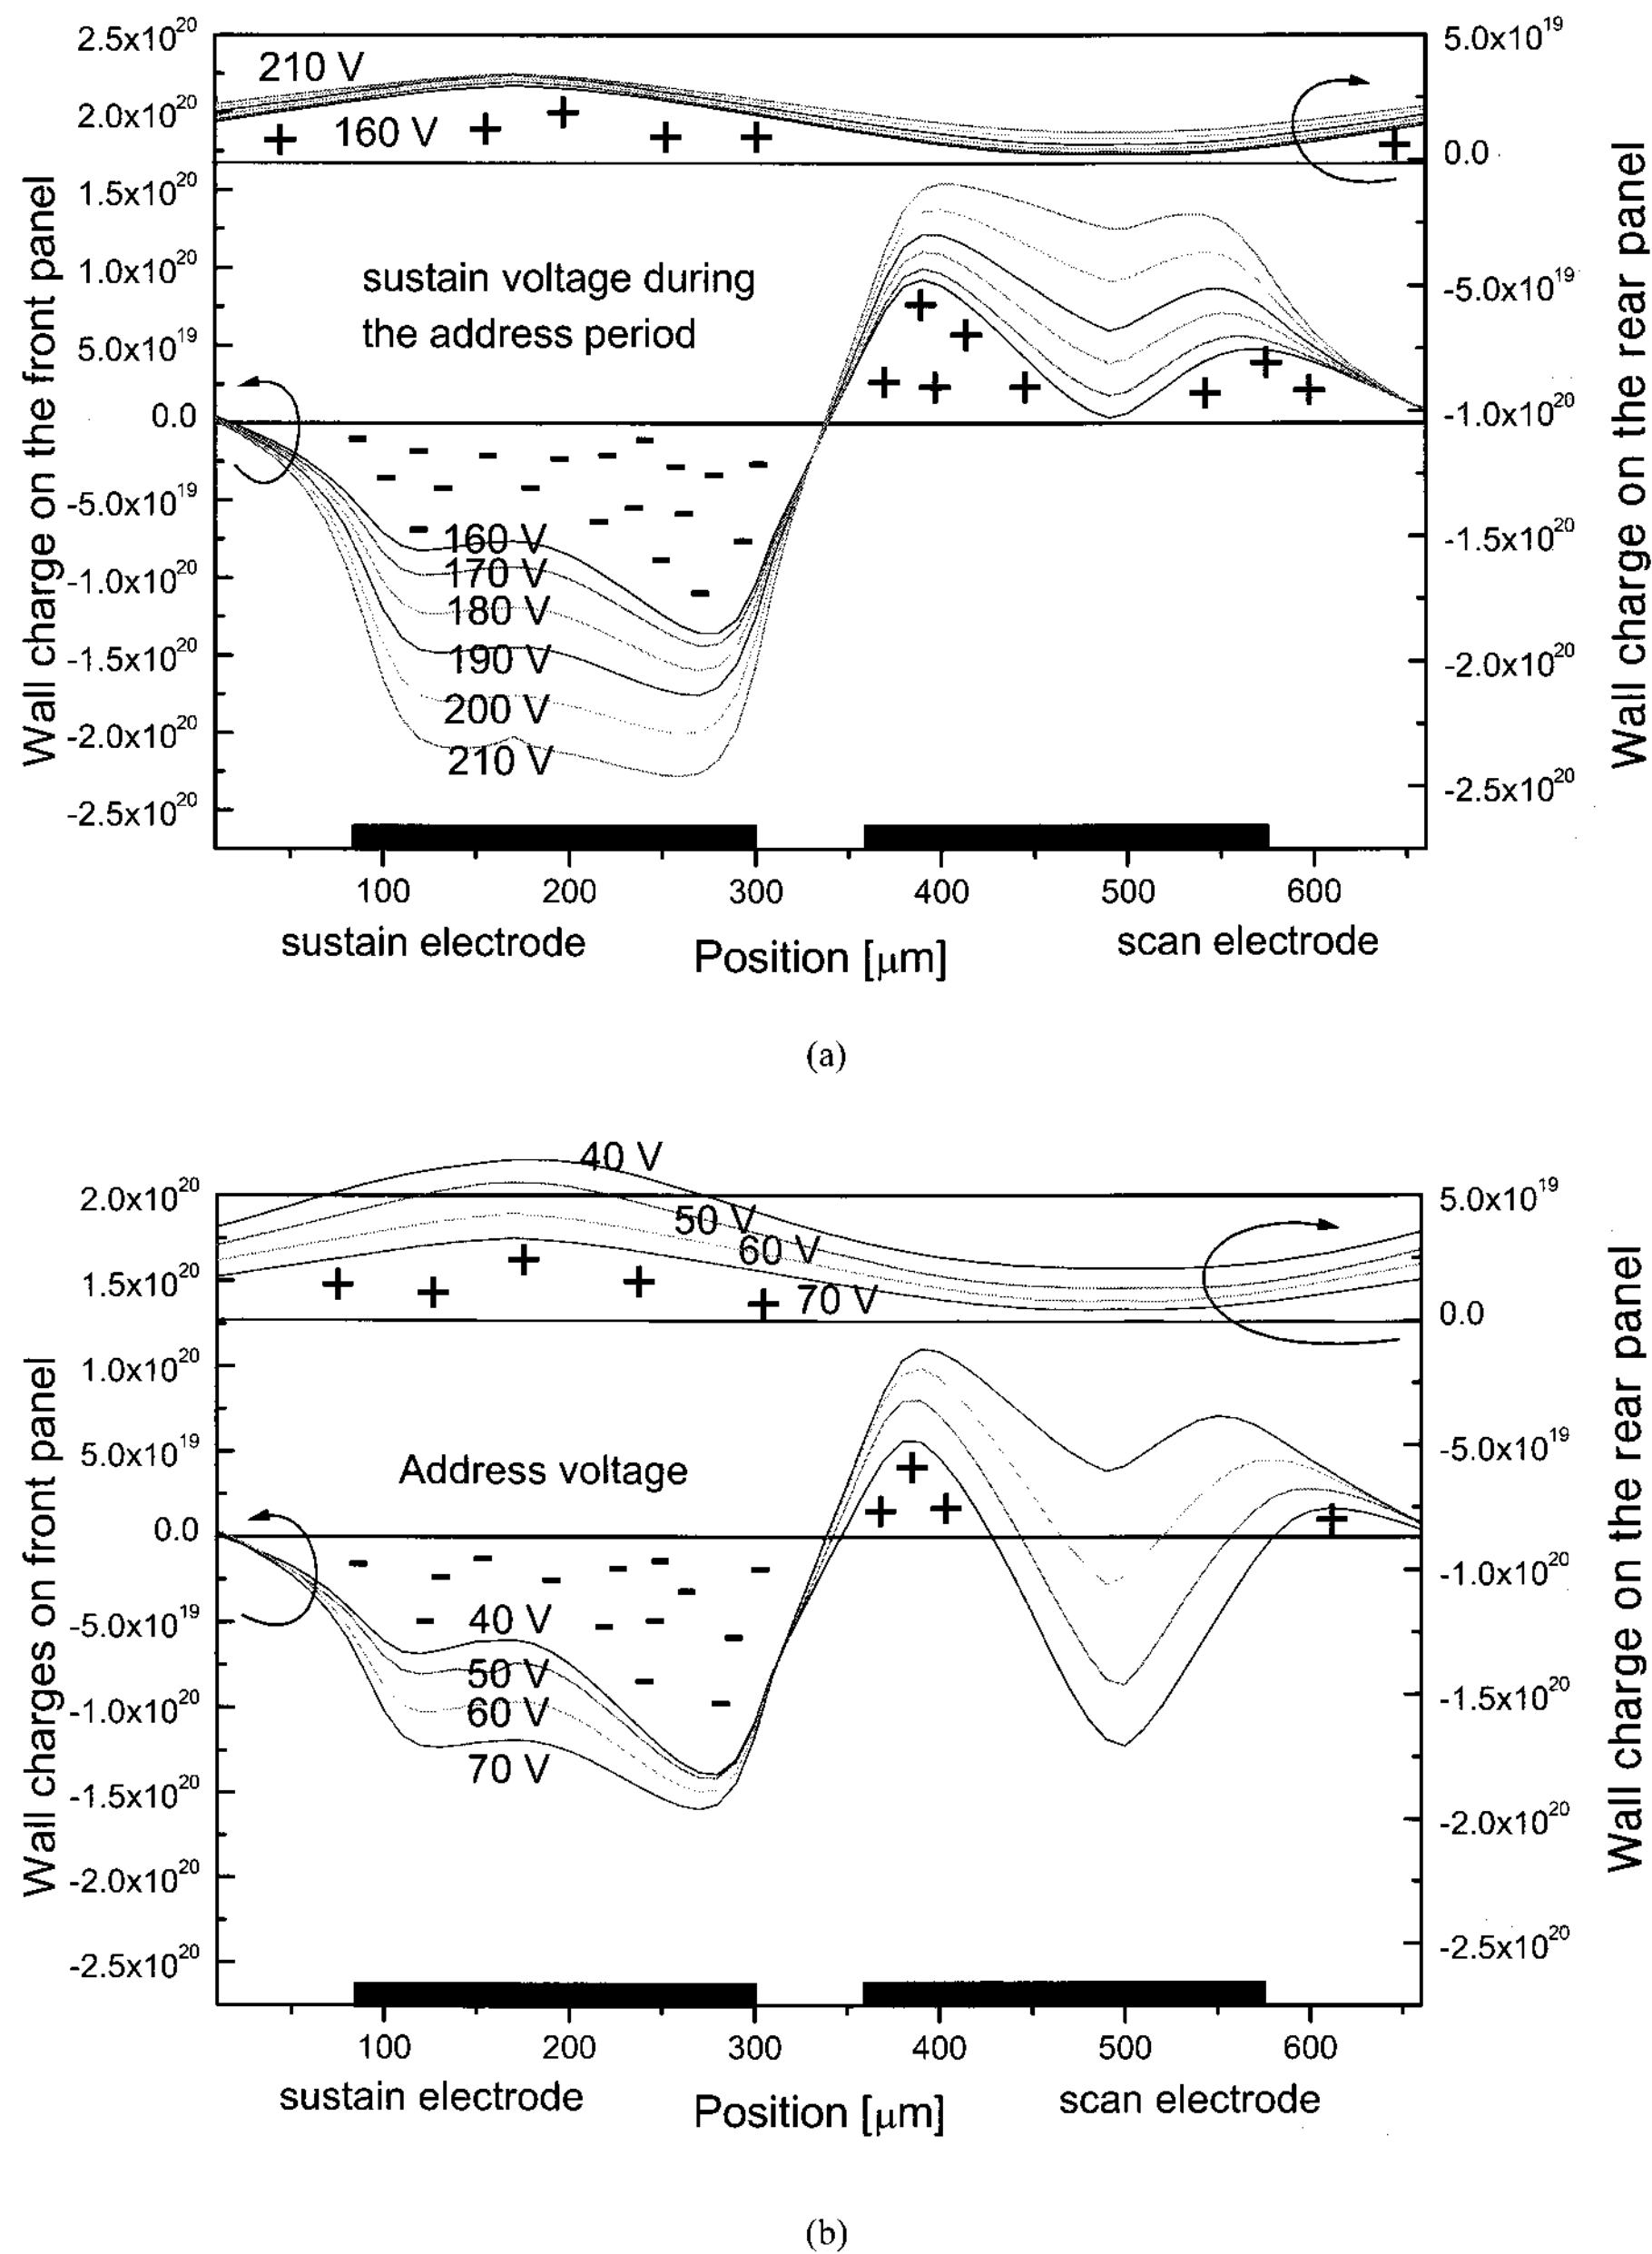 2.5x10^20
5.0x10^19
210 V
2.0x10^20
160 V
0.0
1.5x10^20
1.0x10^20
sustain voltage during
the address period
-5.0x10^19
5.0x10^19
0.0
-1.0x10^20
-5.0x10^19
160 V
-1.5x10^20
170 V
-1.0x10^20
180 V
190 V
-1.5x10^20
-2.0x10^20
200 V
-2.0x10^20
210 V
-2.5x10^20
-2.5x10^20
Wall charge on the front panel
Wall charge on the rear panel
100 200 300 400 500 600
sustain electrode Position [μm] scan electrode
(a)
40 V
2.0x10^20
5.0x10^19
50 V
60 V
1.5x10^20
70 V
0.0
1.0x10^20
5.0x10^19
-5.0x10^19
Address voltage
0.0
-1.0x10^20
-5.0x10^19
40 V
50 V
-1.0x10^20
-1.5x10^20
60 V
70 V
-1.5x10^20
-2.0x10^20
-2.0x10^20
-2.5x10^20
-2.5x10^20
Wall charges on front panel
Wall charge on the rear panel
100 200 300 400 500 600
sustain electrode Position [μm] scan electrode
(b)